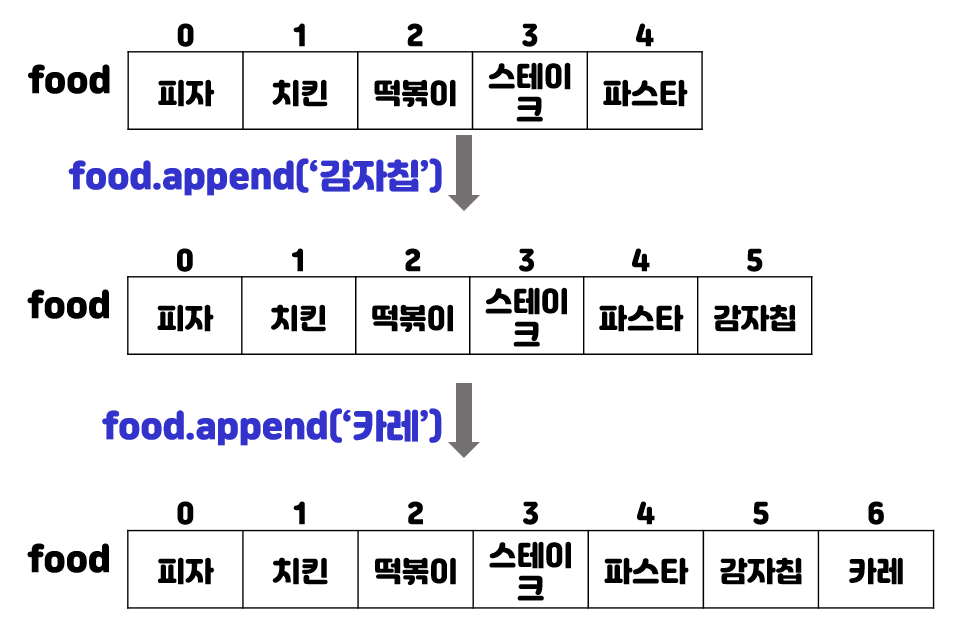 0 1 2 3 4
food 피자 치킨 떡볶이 스테이크 파스타
food.append(‘감자칩’)
0 1 2 3 4 5
food 피자 치킨 떡볶이 스테이크 파스타 감자칩
food.append(‘카레’)
0 1 2 3 4 5 6
food 피자 치킨 떡볶이 스테이크 파스타 감자칩 카레